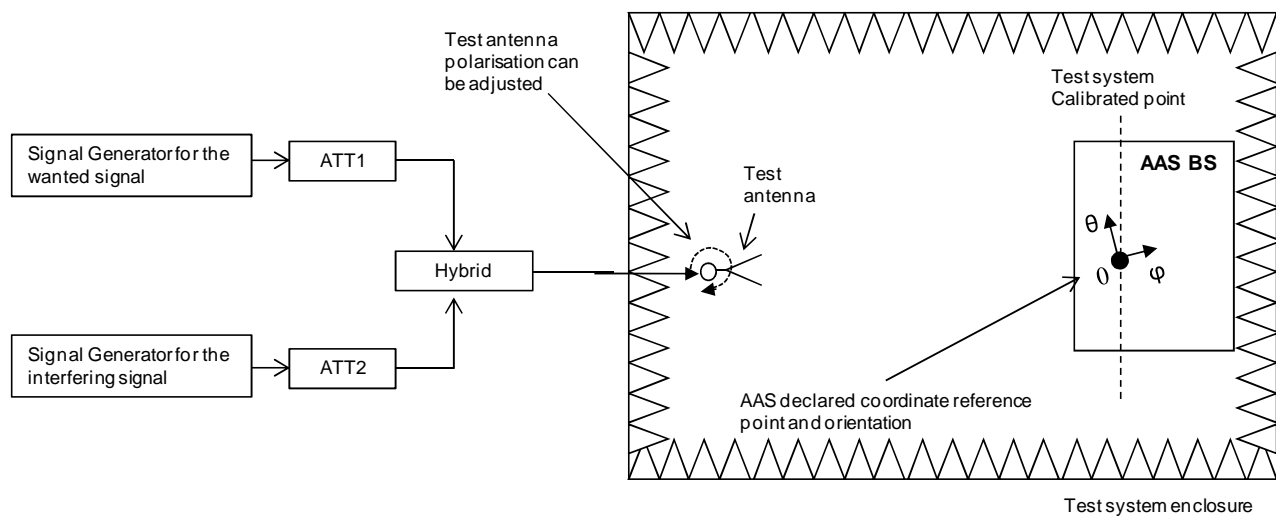 Test antenna
polarisation can
be adjusted
Test system
Calibrated point
Signal Generator for the
wanted signal
ATT1
AAS BS
Test
antenna
θ
Hybrid
0
φ
Signal Generator for the
interfering signal
ATT2
AAS declared coordinate reference
point and orientation
Test system enclosure